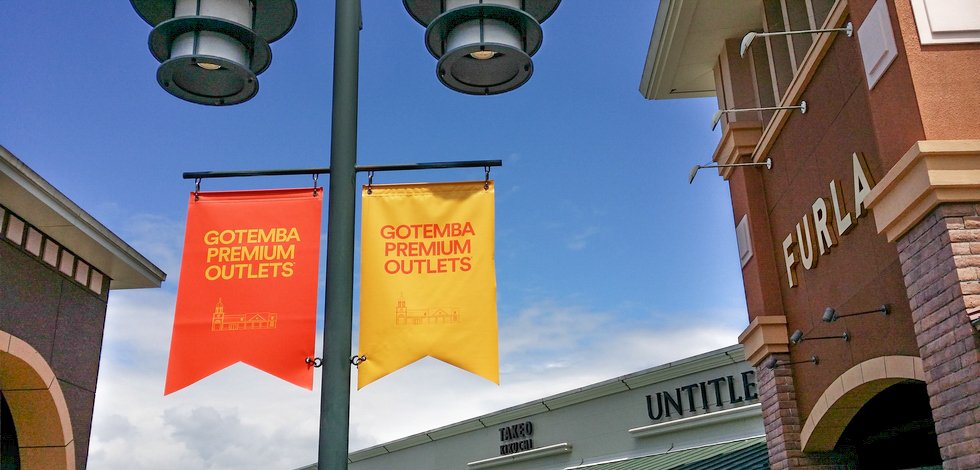 GOTEMBA
PREMIUM
OUTLETS
GOTEMBA
PREMIUM
OUTLETS
FURLA
TAKEO
KIKUCHI
UNTITLE